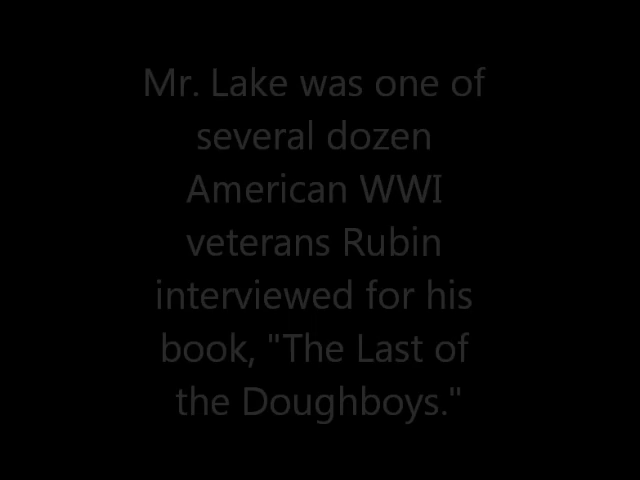 Mr. Lake was one of
several dozen
American WWI
veterans Rubin
interviewed for his
book, "The Last of
the Doughboys."